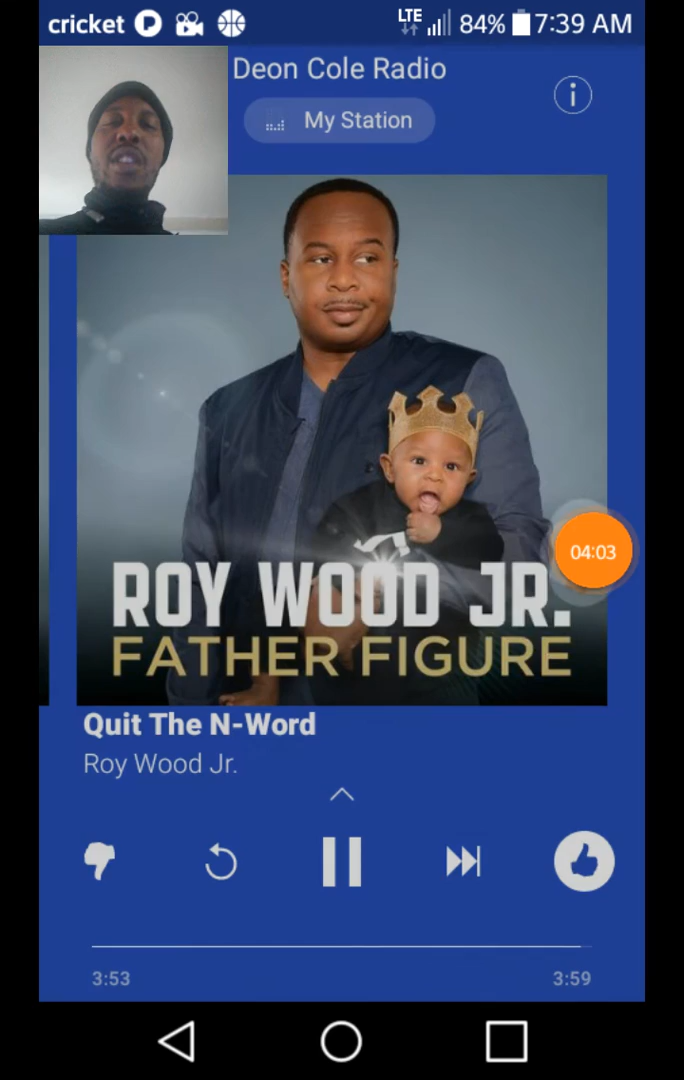 cricket P LTE 84% 7:39 AM
Deon Cole Radio
My Station
i
04:03
ROY WOOD JR.
FATHER FIGURE
Quit The N-Word
Roy Wood Jr.
3:53 3:59